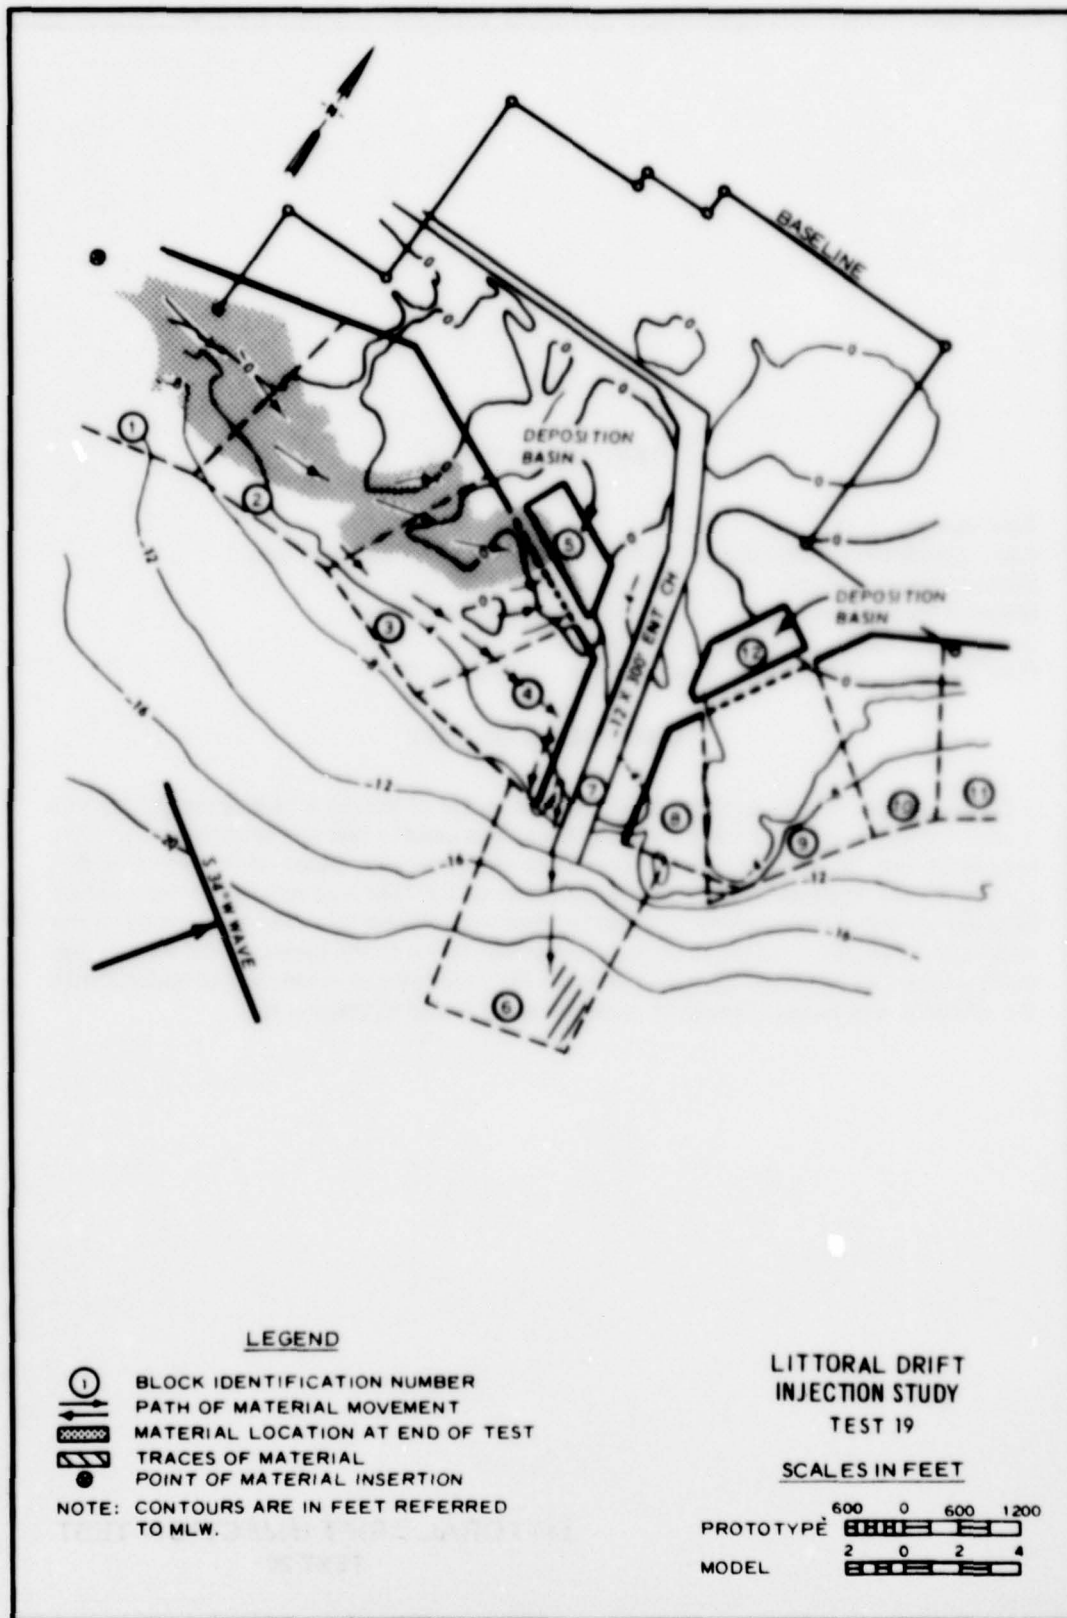 N
BASELINE
0
0
0
0
0
0
DEPOSITION
BASIN
1
2
3
4
5
6
7
8
9
10
11
12
-12 X 300' ENT CH
DEPOSITION
BASIN
-12
-8
-16
-12
-20
-16
-12
-16
S 34° W WAVE
LEGEND
1 BLOCK IDENTIFICATION NUMBER
PATH OF MATERIAL MOVEMENT
MATERIAL LOCATION AT END OF TEST
TRACES OF MATERIAL
POINT OF MATERIAL INSERTION
NOTE: CONTOURS ARE IN FEET REFERRED
TO MLW.
LITTORAL DRIFT
INJECTION STUDY
TEST 19
SCALES IN FEET
600 0 600 1200
PROTOTYPE
2 0 2 4
MODEL